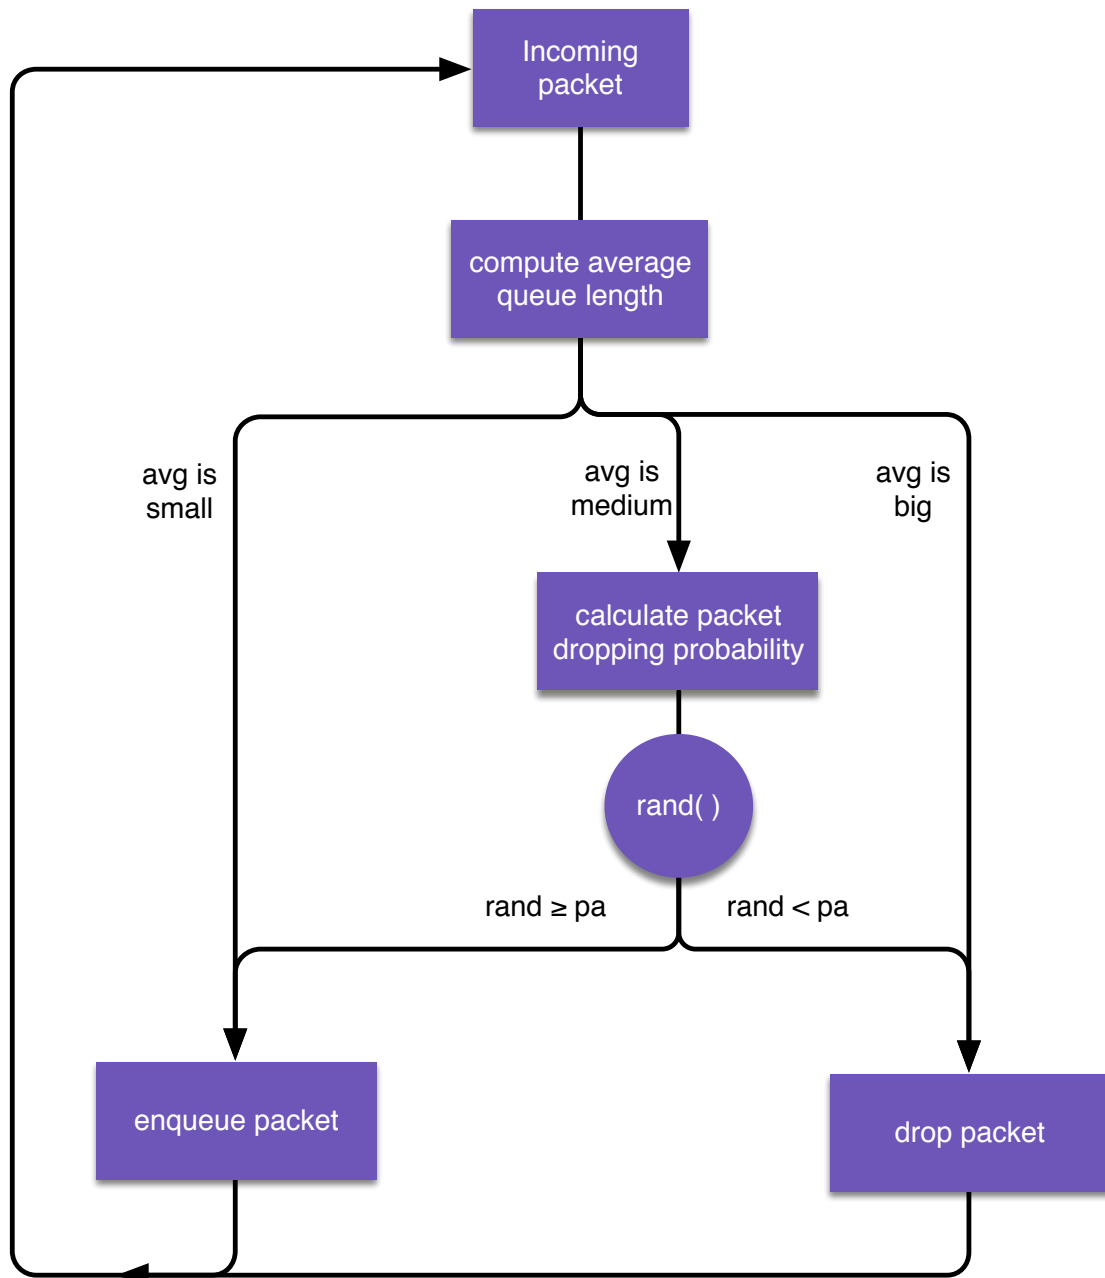 Incoming
packet
compute average
queue length
avg is
small
avg is
medium
avg is
big
calculate packet
dropping probability
rand( )
rand ≥ pa
rand < pa
enqueue packet
drop packet